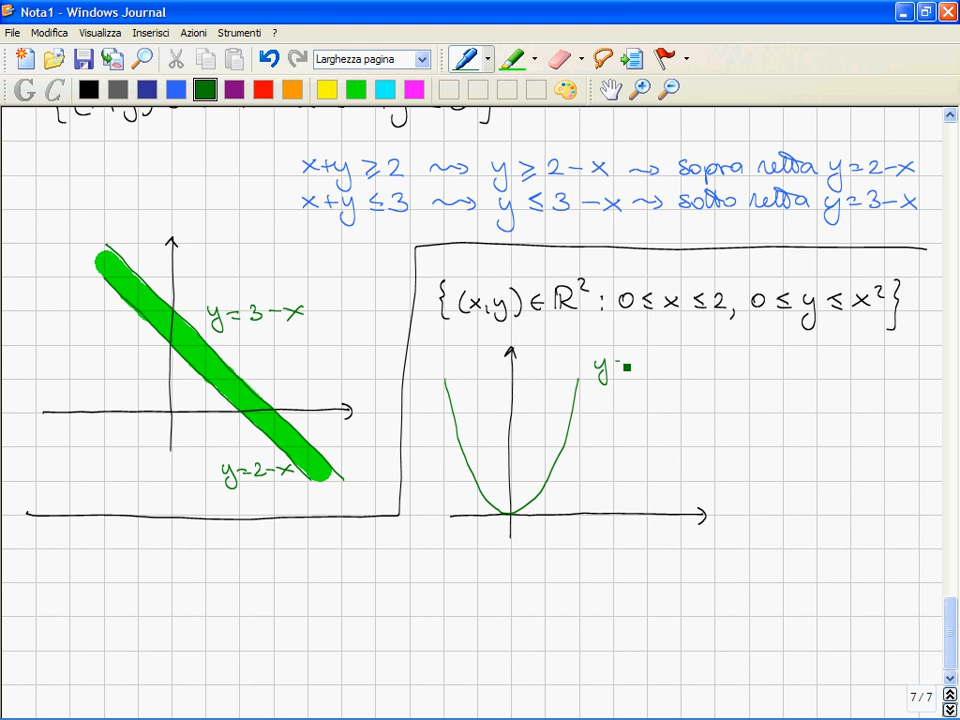 Nota1 - Windows Journal
File Modifica Visualizza Inserisci Azioni Strumenti ?
Larghezza pagina
G C
x+y ≥ 2 ⇝ y ≥ 2 - x ⇝ sopra retta y = 2 - x
x+y ≤ 3 ⇝ y ≤ 3 - x ⇝ sotto retta y = 3 - x
y = 3 - x
y = 2 - x
{(x,y) ∈ ℝ² : 0 ≤ x ≤ 2, 0 ≤ y ≤ x²}
y -
7 / 7